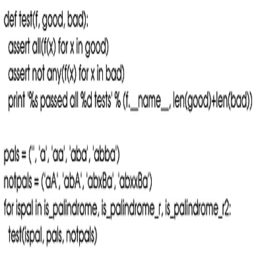 def test(f, good, bad):
assert all(f(x) for x in good)
assert not any(f(x) for x in bad)
print '%s passed all %d tests' % (f.__name__, len(good)+len(bad))
pals = ('', 'a', 'aa', 'aba', 'abba')
notpals = ('aA', 'abA', 'abxBa', 'abxxBa')
for ispal in is_palindrome, is_palindrome_r, is_palindrome_r2:
test(ispal, pals, notpals)